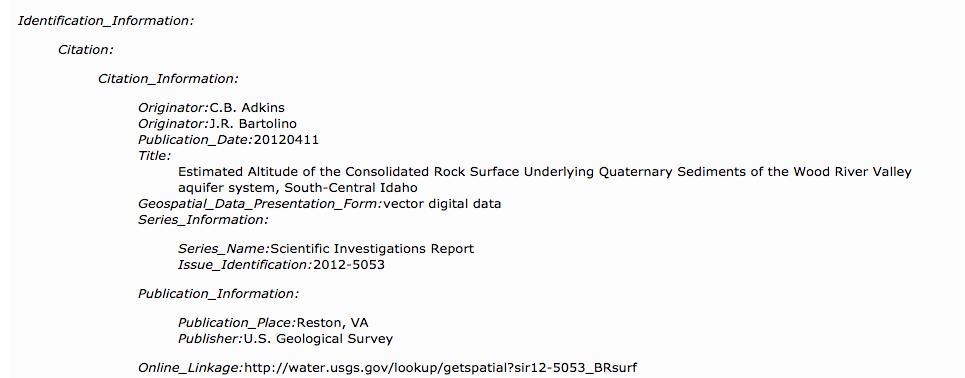 Identification_Information:
Citation:
Citation_Information:
Originator:C.B. Adkins
Originator:J.R. Bartolino
Publication_Date:20120411
Title:
Estimated Altitude of the Consolidated Rock Surface Underlying Quaternary Sediments of the Wood River Valley
aquifer system, South-Central Idaho
Geospatial_Data_Presentation_Form:vector digital data
Series_Information:
Series_Name:Scientific Investigations Report
Issue_Identification:2012-5053
Publication_Information:
Publication_Place:Reston, VA
Publisher:U.S. Geological Survey
Online_Linkage:http://water.usgs.gov/lookup/getspatial?sir12-5053_BRsurf